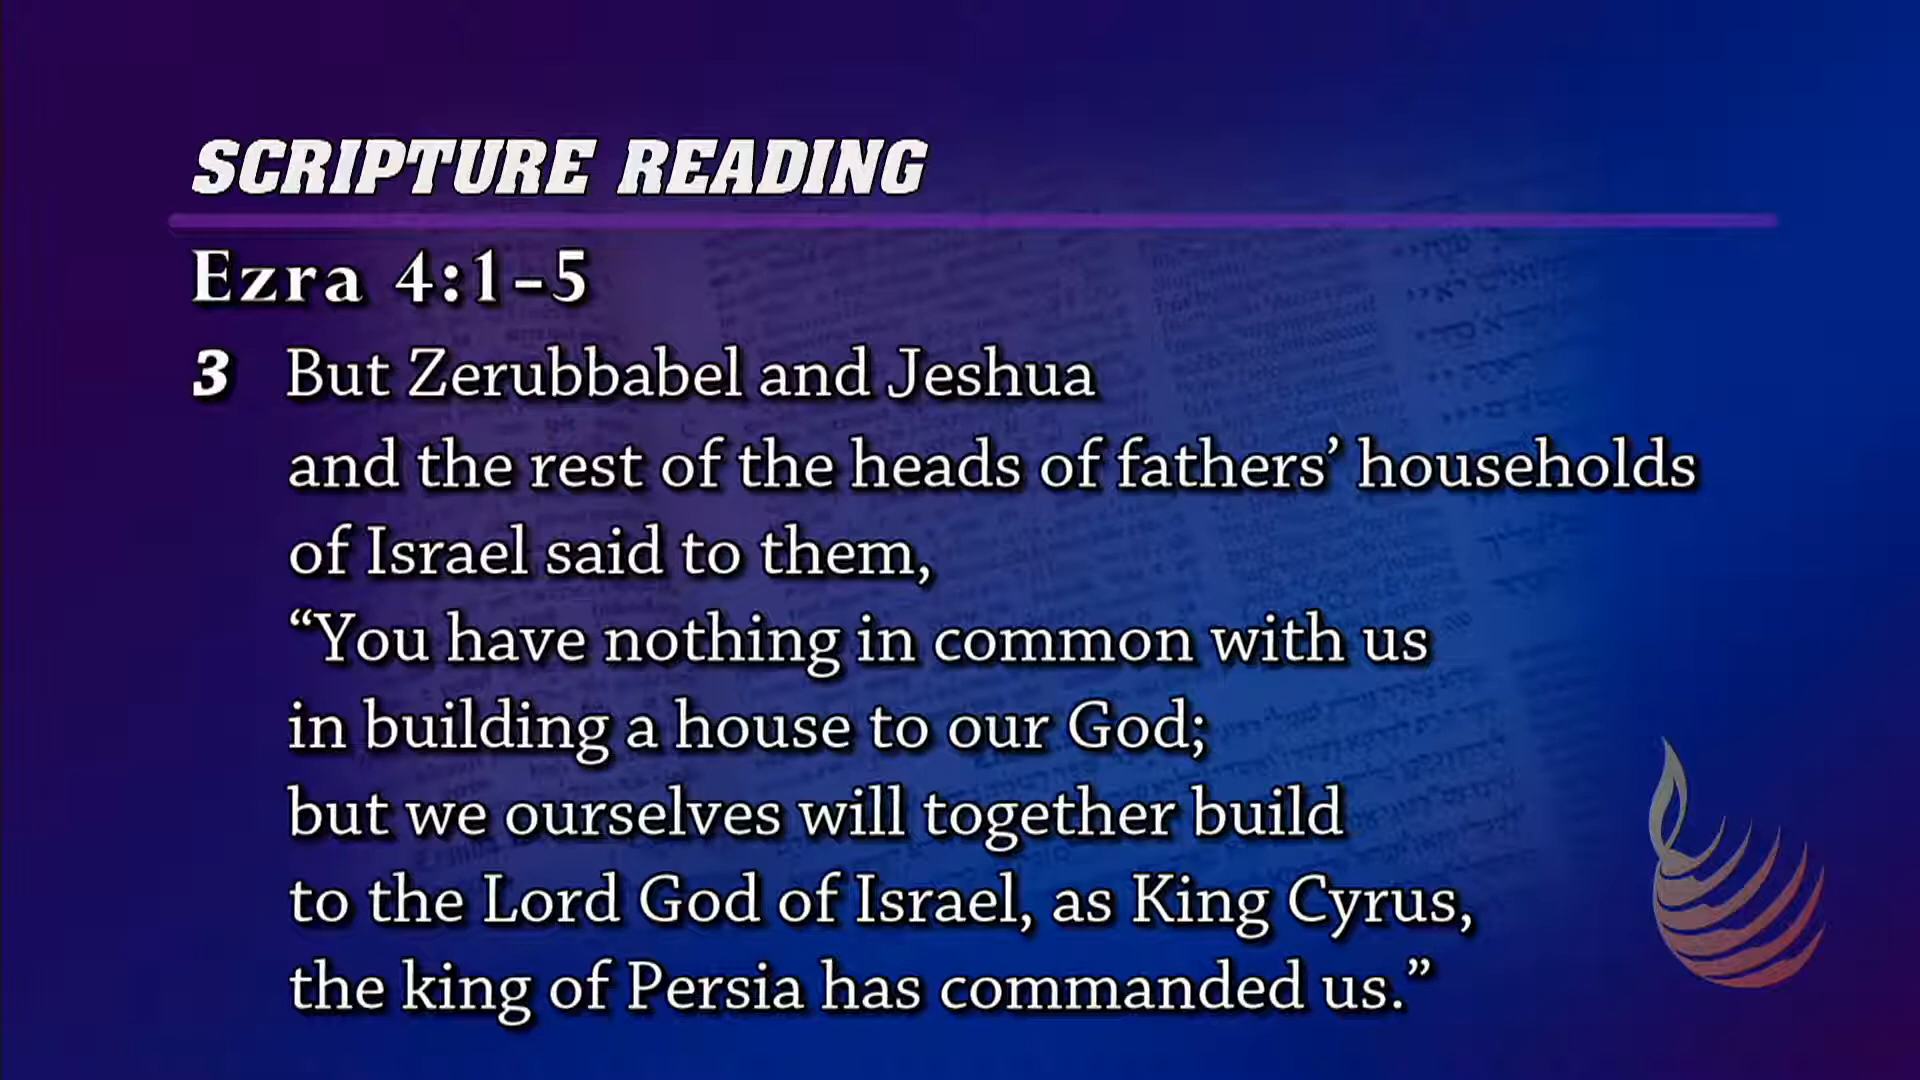 SCRIPTURE READING
Ezra 4:1–5
3 But Zerubbabel and Jeshua
and the rest of the heads of fathers’ households
of Israel said to them,
“You have nothing in common with us
in building a house to our God;
but we ourselves will together build
to the Lord God of Israel, as King Cyrus,
the king of Persia has commanded us.”